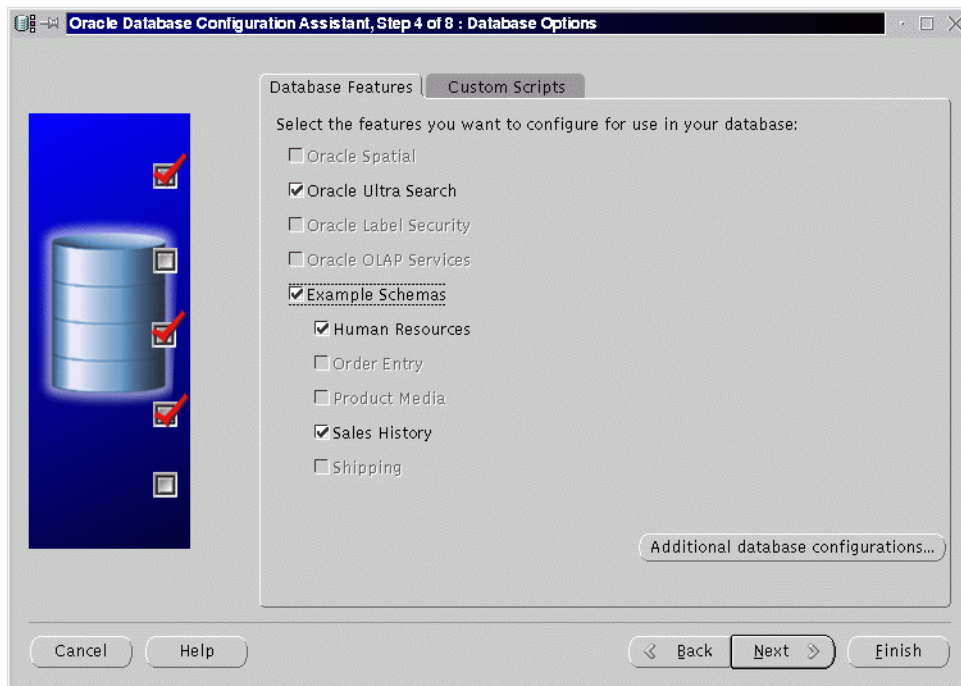 Oracle Database Configuration Assistant, Step 4 of 8 : Database Options
Database Features
Custom Scripts
Select the features you want to configure for use in your database:
Oracle Spatial
Oracle Ultra Search
Oracle Label Security
Oracle OLAP Services
Example Schemas
Human Resources
Order Entry
Product Media
Sales History
Shipping
Additional database configurations...
Cancel
Help
Back
Next
Finish